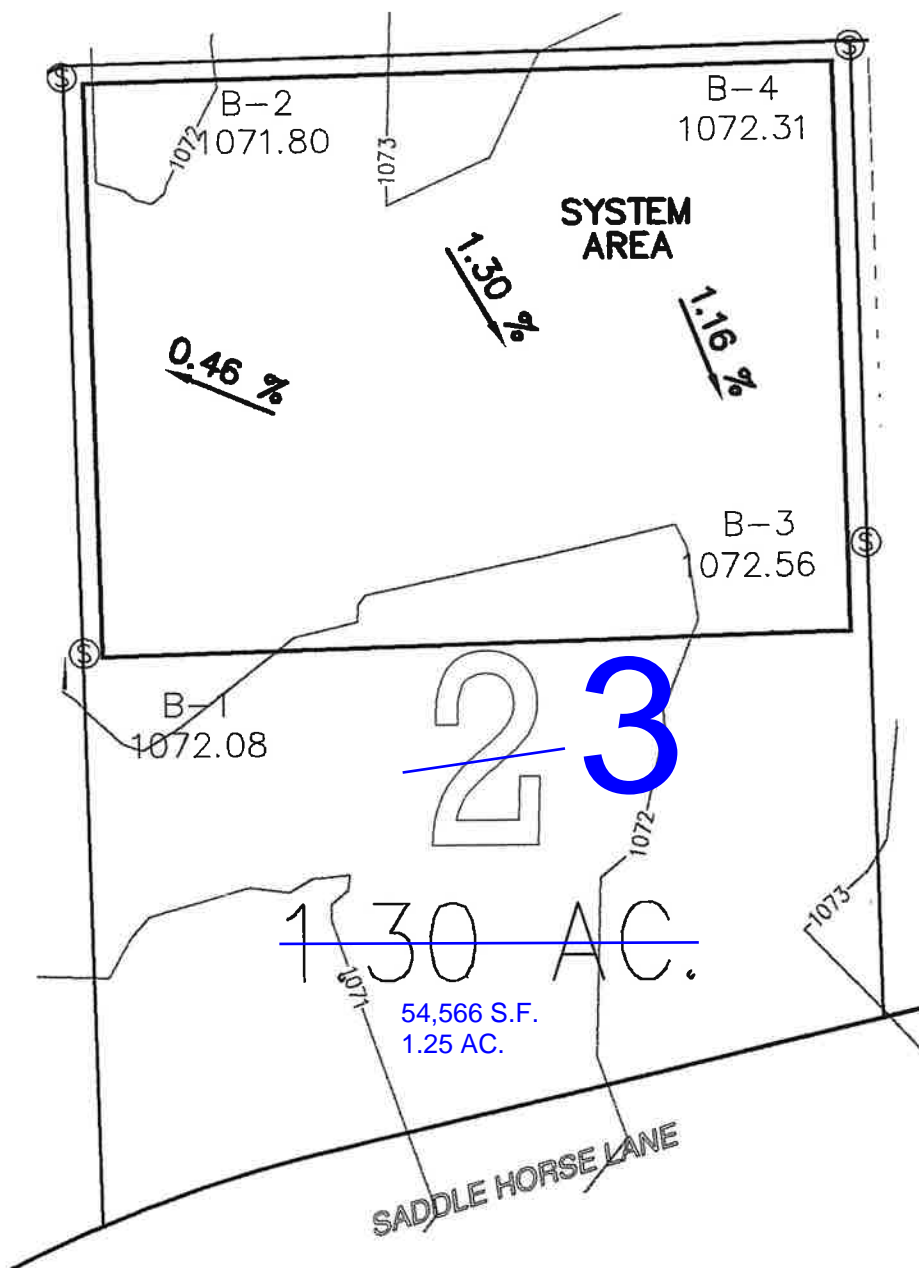 S
S
B-2
1071.80
B-4
1072.31
1072
1073
SYSTEM
AREA
1.30 %
1.16 %
0.46 %
B-3
1072.56
S
S
B-1
1072.08
2
3
1072
1.30 AC.
1073
1071
54,566 S.F.
1.25 AC.
SADDLE HORSE LANE